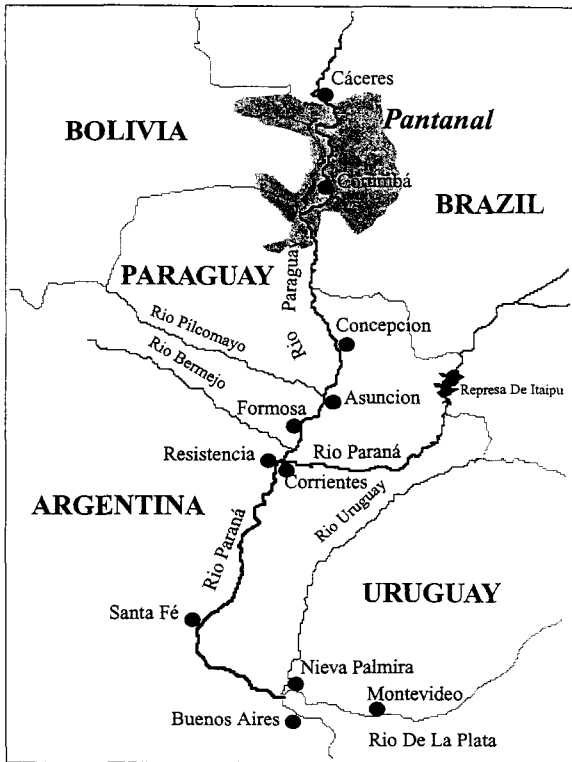 Cáceres
BOLIVIA
Pantanal
Corumbá
BRAZIL
PARAGUAY
Rio Paraguay
Rio Pilcomayo
Concepcion
Rio Bermejo
Represa De Itaipu
Asuncion
Formosa
Resistencia
Rio Paraná
Corrientes
ARGENTINA
Rio Uruguay
Rio Paraná
URUGUAY
Santa Fé
Nieva Palmira
Montevideo
Buenos Aires
Rio De La Plata